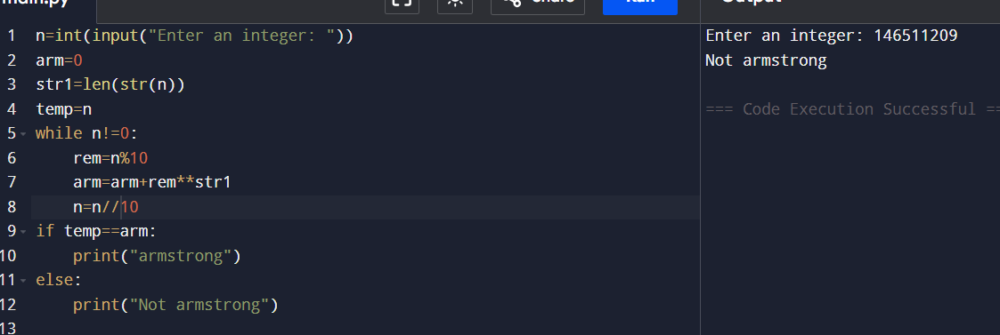 main.py Share Run Output
1 n=int(input("Enter an integer: "))
2 arm=0
3 str1=len(str(n))
4 temp=n
5 while n!=0:
6     rem=n%10
7     arm=arm+rem**str1
8     n=n//10
9 if temp==arm:
10     print("armstrong")
11 else:
12     print("Not armstrong")
13
Enter an integer: 146511209
Not armstrong
=== Code Execution Successful ==